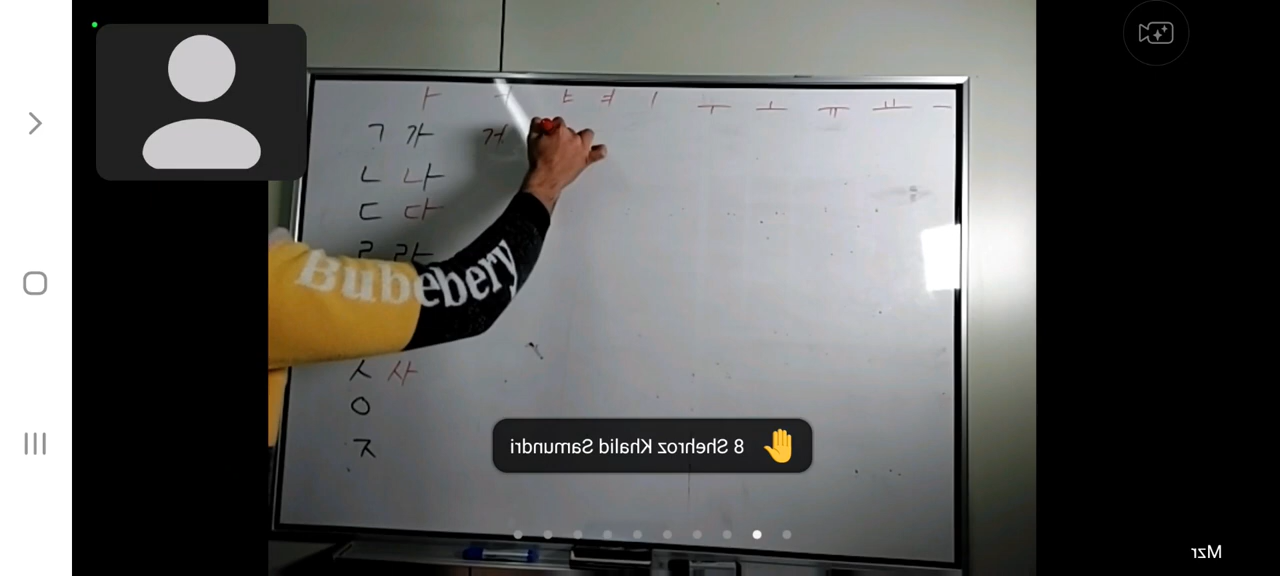 ㅏ ㅓ ㅑ ㅕ ㅣ ㅜ ㅗ ㅠ ㅛ ㅡ
ㄱ 가 거
ㄴ 나
ㄷ 다
ㄹ 라
Bubebery
ㅅ 사
ㅇ
ㅈ
8 Shehroz Khalid Samundri
Mzr